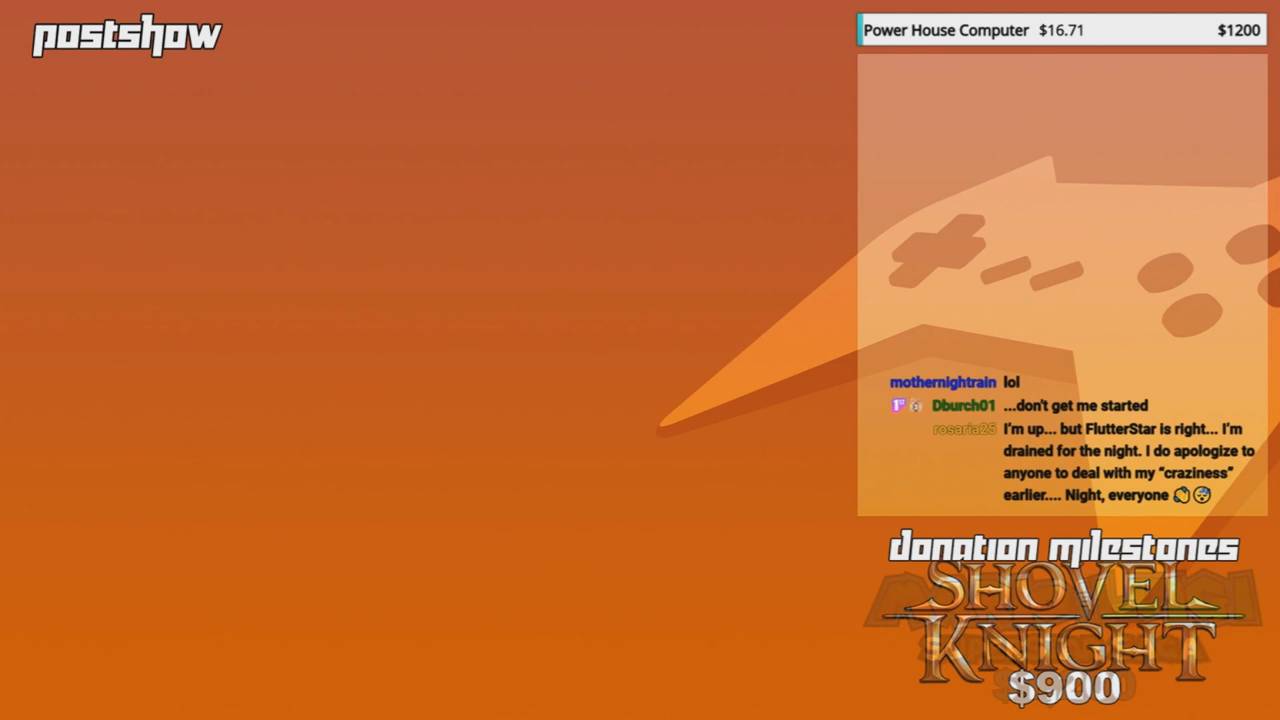 postshow
Power House Computer $16.71 $1200
mothernightrain lol
Dburch01 ...don't get me started
rosaria25 I'm up... but FlutterStar is right... I'm
drained for the night. I do apologize to
anyone to deal with my “craziness”
earlier.... Night, everyone 👏😴
donation milestones
SHOVEL
KNIGHT
$900